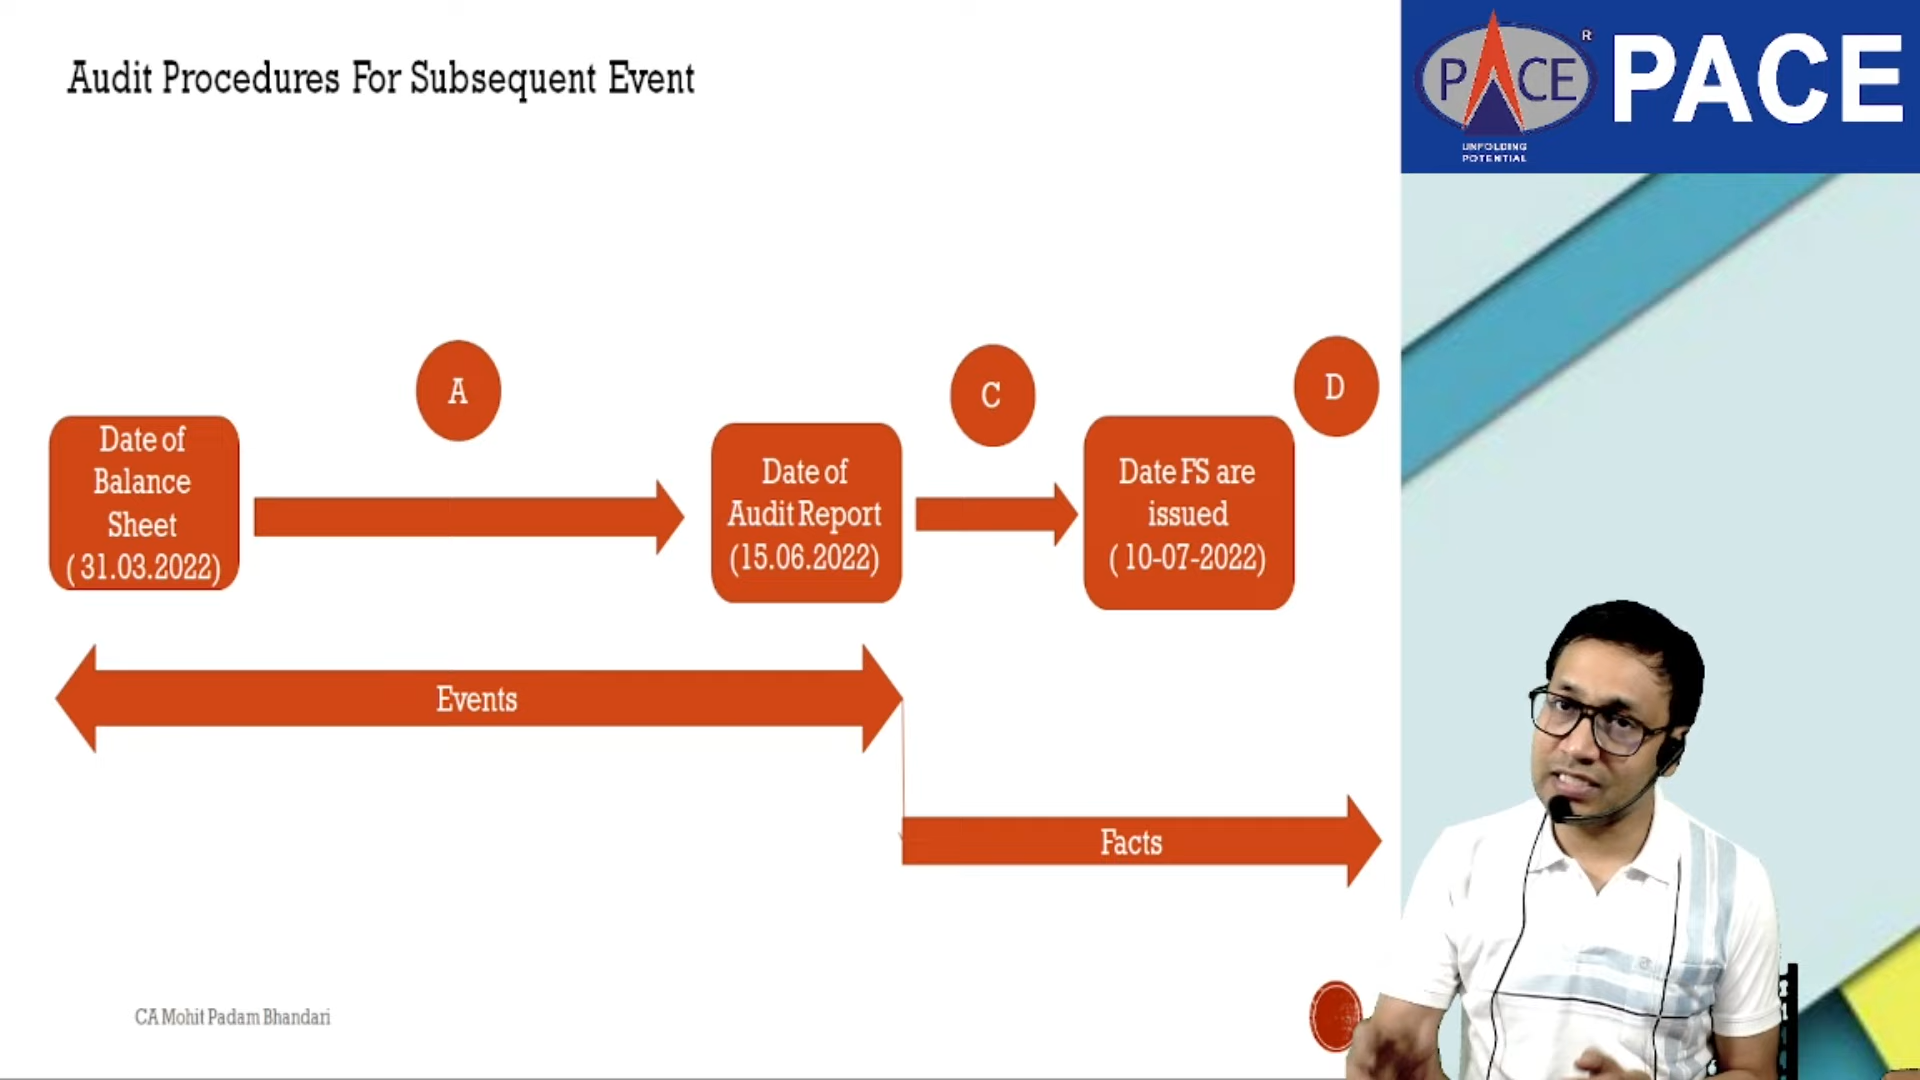 Audit Procedures For Subsequent Event
PACE
®
PACE
UNFOLDING
POTENTIAL
A
C
D
Date of
Balance
Sheet
( 31.03.2022)
Date of
Audit Report
(15.06.2022)
Date FS are
issued
( 10-07-2022)
Events
Facts
CA Mohit Padam Bhandari